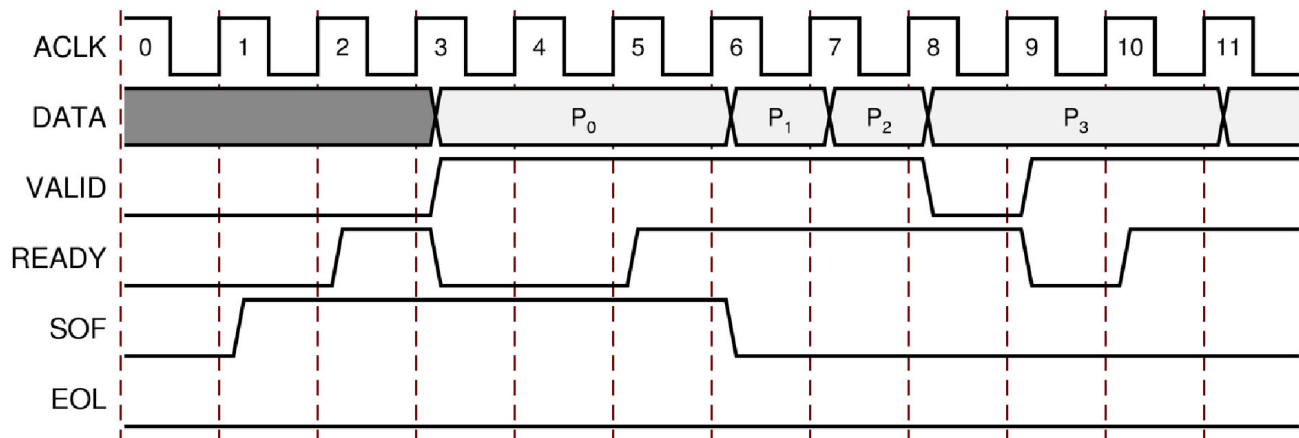 ACLK 0 1 2 3 4 5 6 7 8 9 10 11
DATA P₀ P₁ P₂ P₃
VALID
READY
SOF
EOL